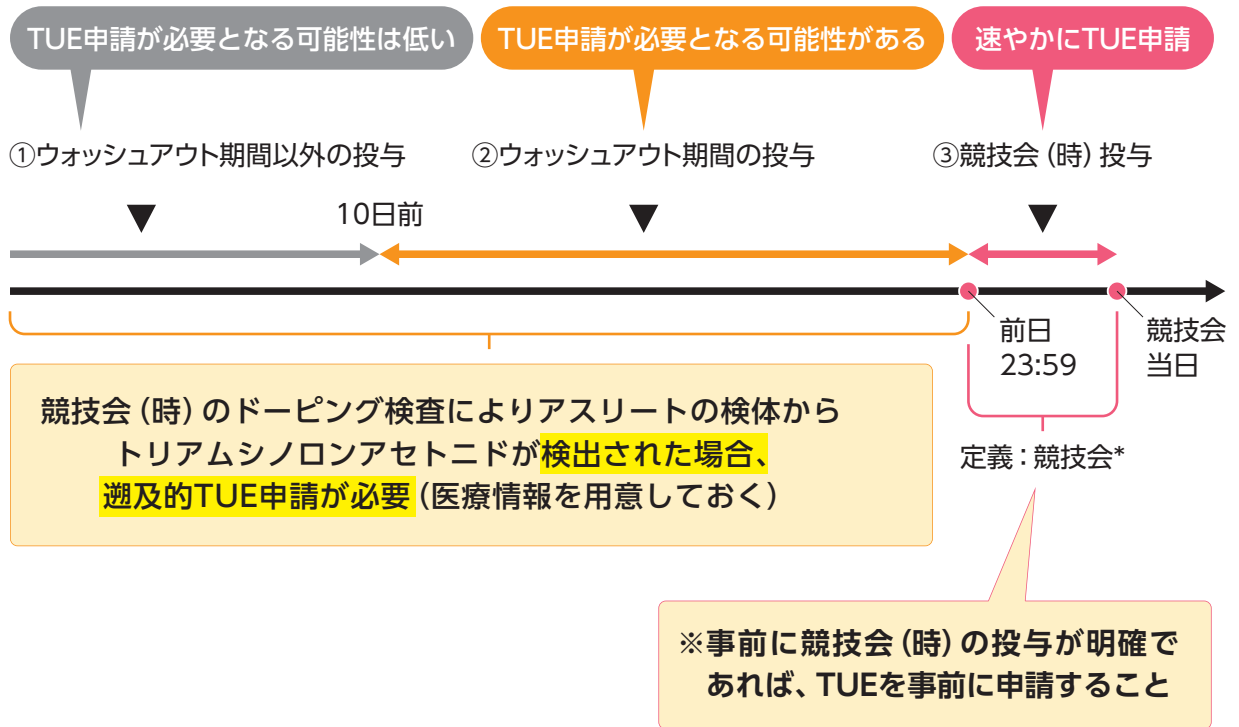 TUE申請が必要となる可能性は低い
TUE申請が必要となる可能性がある
速やかにTUE申請
①ウォッシュアウト期間以外の投与
②ウォッシュアウト期間の投与
③競技会（時）投与
10日前
前日
23:59
競技会
当日
競技会（時）のドーピング検査によりアスリートの検体から
トリアムシノロンアセトニドが検出された場合、
遡及的TUE申請が必要（医療情報を用意しておく）
定義：競技会*
※事前に競技会（時）の投与が明確で
あれば、TUEを事前に申請すること